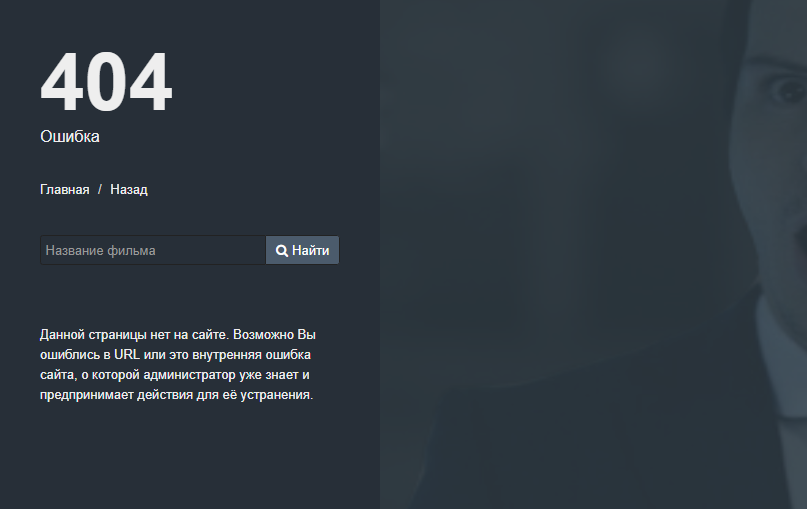 404
Ошибка
Главная / Назад
Название фильма Найти
Данной страницы нет на сайте. Возможно Вы
ошиблись в URL или это внутренняя ошибка
сайта, о которой администратор уже знает и
предпринимает действия для её устранения.